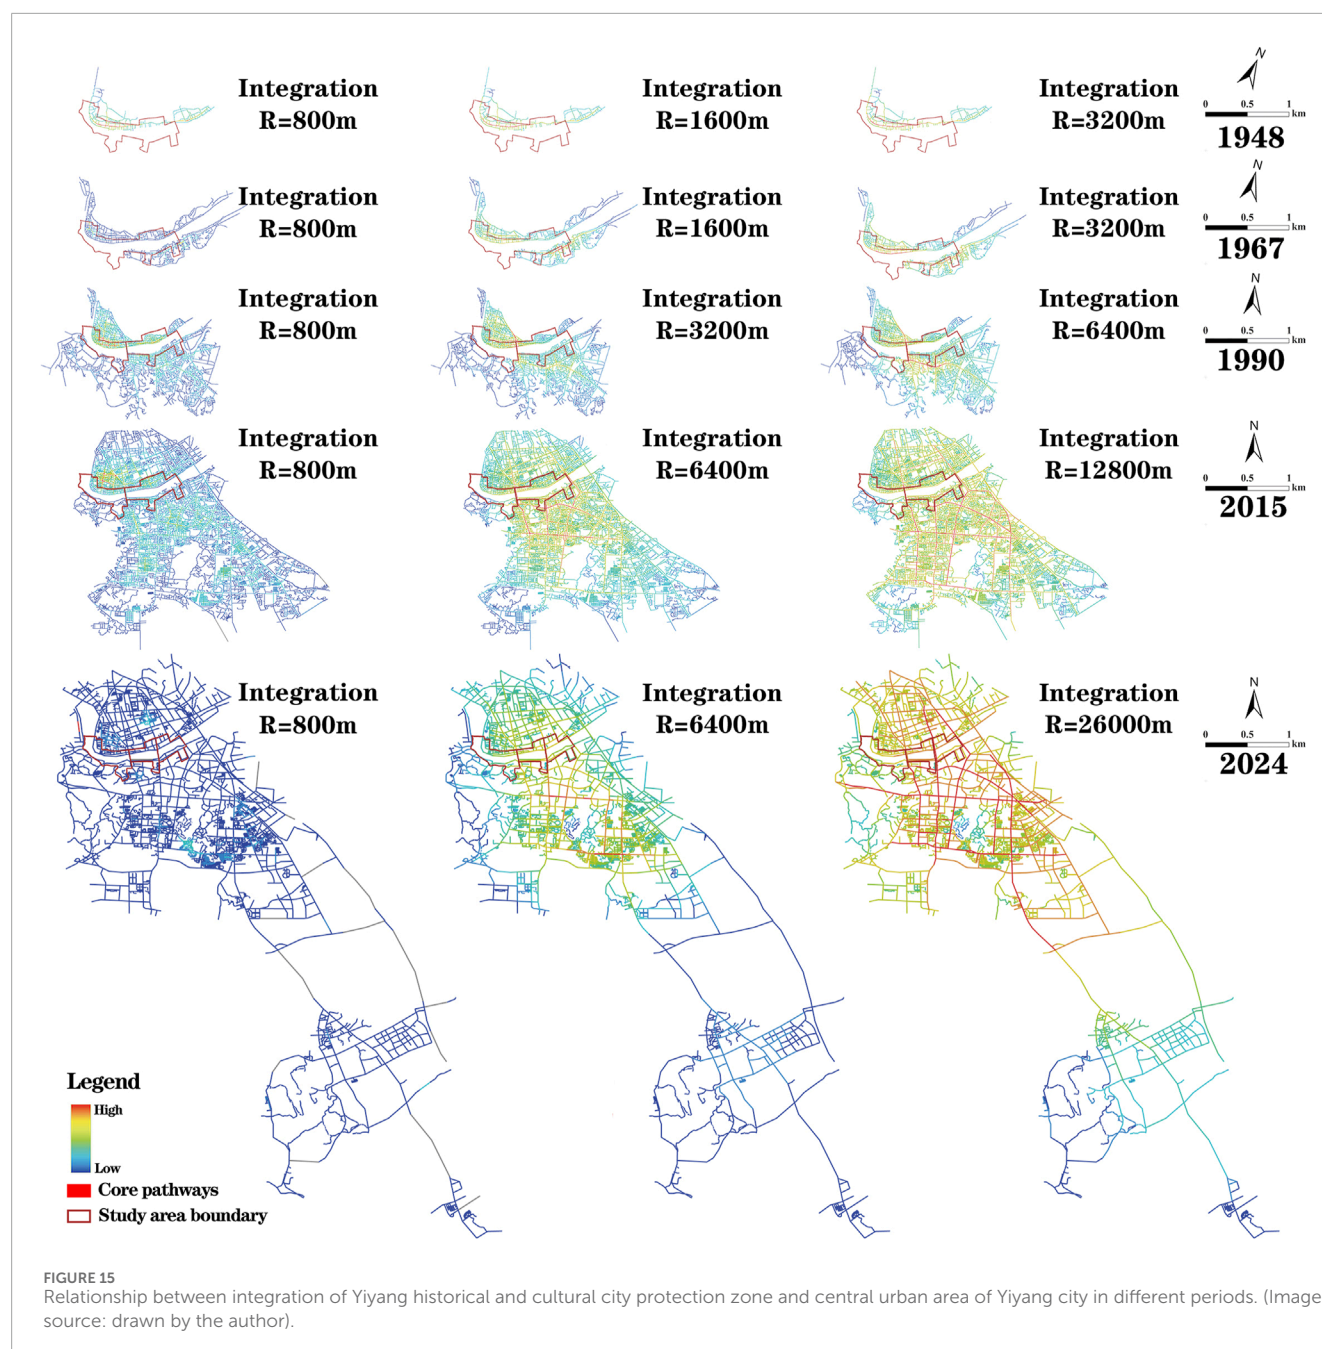 Integration
R=800m
Integration
R=1600m
Integration
R=3200m
N
0 0.5 1
km
1948
Integration
R=800m
Integration
R=1600m
Integration
R=3200m
N
0 0.5 1
km
1967
Integration
R=800m
Integration
R=3200m
Integration
R=6400m
N
0 0.5 1
km
1990
Integration
R=800m
Integration
R=6400m
Integration
R=12800m
N
0 0.5 1
km
2015
Integration
R=800m
Integration
R=6400m
Integration
R=26000m
N
0 0.5 1
km
2024
Legend
High
Low
Core pathways
Study area boundary
FIGURE 15
Relationship between integration of Yiyang historical and cultural city protection zone and central urban area of Yiyang city in different periods. (Image
source: drawn by the author).